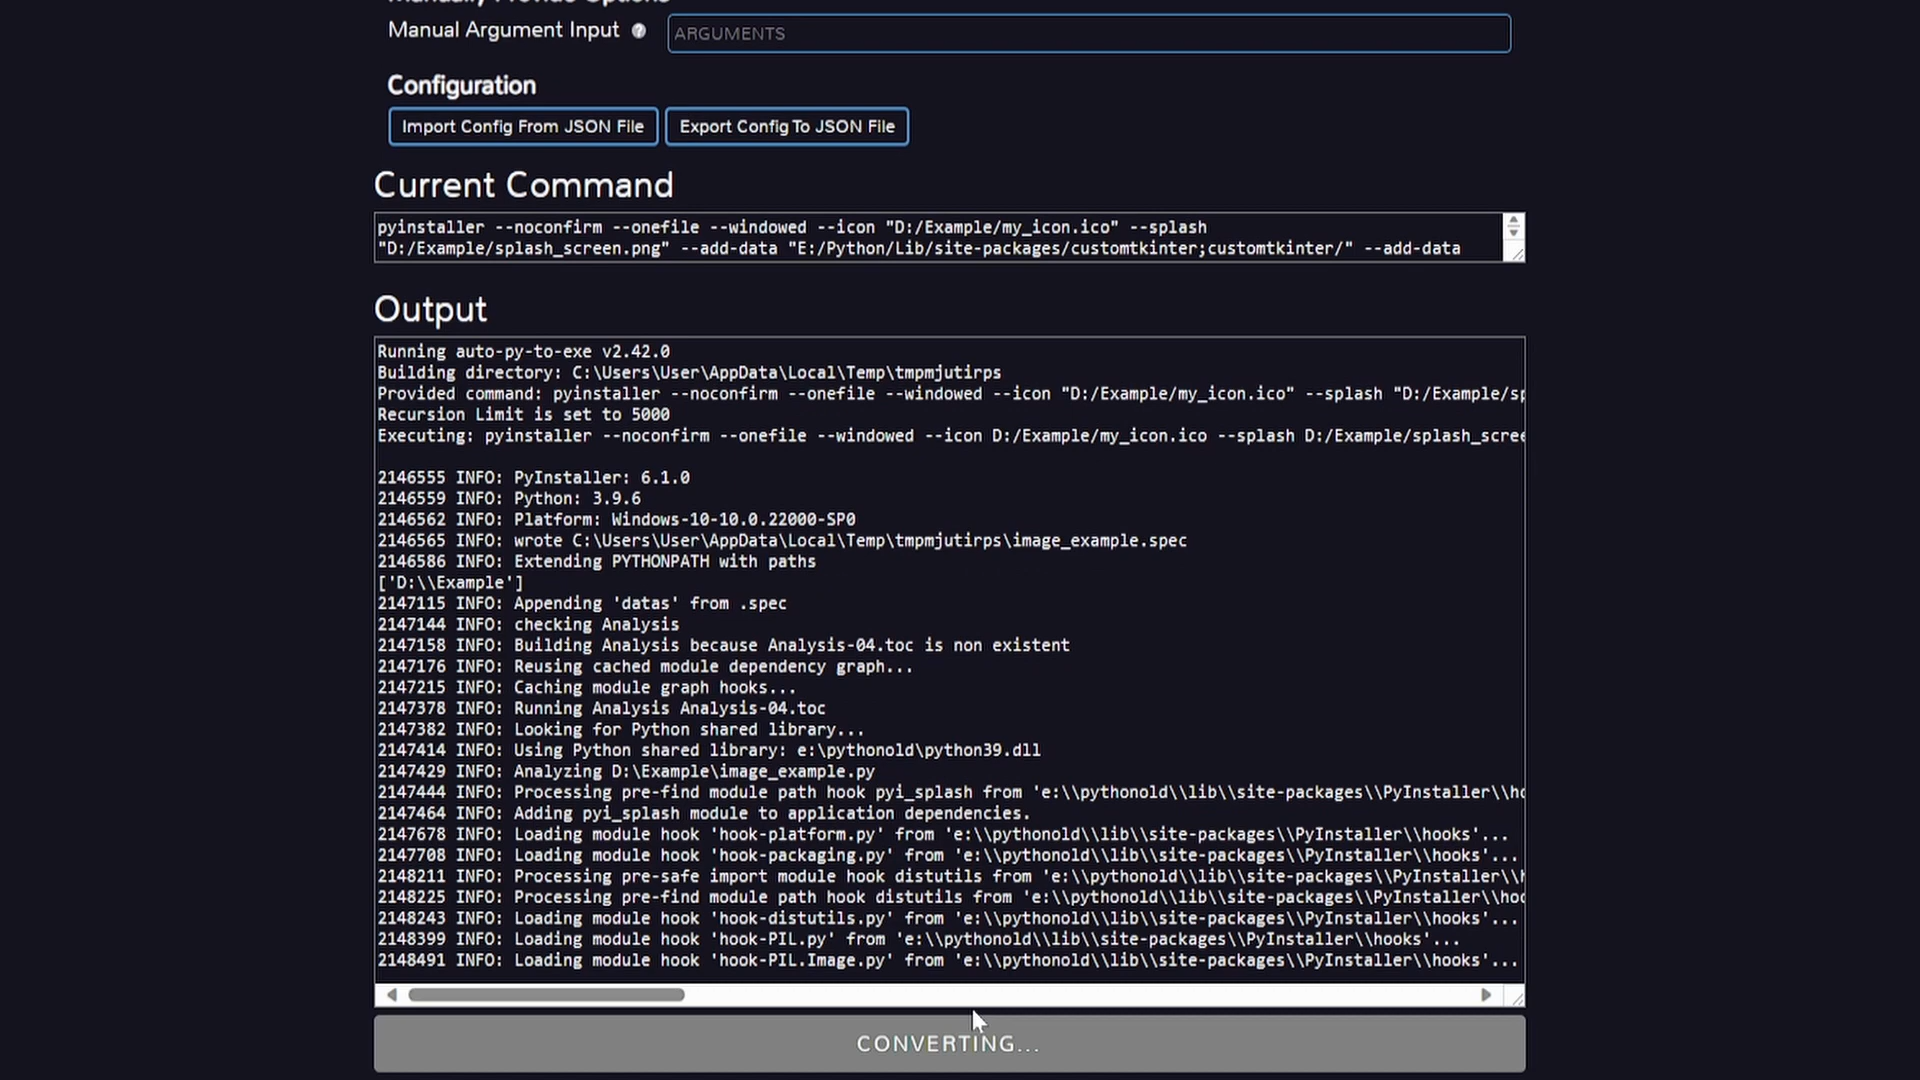 Manually Provide Options
Manual Argument Input ?
ARGUMENTS
Configuration
Import Config From JSON File
Export Config To JSON File
Current Command
pyinstaller --noconfirm --onefile --windowed --icon "D:/Example/my_icon.ico" --splash
"D:/Example/splash_screen.png" --add-data "E:/Python/Lib/site-packages/customtkinter;customtkinter/" --add-data
Output
Running auto-py-to-exe v2.42.0
Building directory: C:\Users\User\AppData\Local\Temp\tmpmjutirps
Provided command: pyinstaller --noconfirm --onefile --windowed --icon "D:/Example/my_icon.ico" --splash "D:/Example/sp
Recursion Limit is set to 5000
Executing: pyinstaller --noconfirm --onefile --windowed --icon D:/Example/my_icon.ico --splash D:/Example/splash_scree
2146555 INFO: PyInstaller: 6.1.0
2146559 INFO: Python: 3.9.6
2146562 INFO: Platform: Windows-10-10.0.22000-SP0
2146565 INFO: wrote C:\Users\User\AppData\Local\Temp\tmpmjutirps\image_example.spec
2146586 INFO: Extending PYTHONPATH with paths
['D:\\Example']
2147115 INFO: Appending 'datas' from .spec
2147144 INFO: checking Analysis
2147158 INFO: Building Analysis because Analysis-04.toc is non existent
2147176 INFO: Reusing cached module dependency graph...
2147215 INFO: Caching module graph hooks...
2147378 INFO: Running Analysis Analysis-04.toc
2147382 INFO: Looking for Python shared library...
2147414 INFO: Using Python shared library: e:\pythonold\python39.dll
2147429 INFO: Analyzing D:\Example\image_example.py
2147444 INFO: Processing pre-find module path hook pyi_splash from 'e:\\pythonold\\lib\\site-packages\\PyInstaller\\ho
2147464 INFO: Adding pyi_splash module to application dependencies.
2147678 INFO: Loading module hook 'hook-platform.py' from 'e:\\pythonold\\lib\\site-packages\\PyInstaller\\hooks'...
2147708 INFO: Loading module hook 'hook-packaging.py' from 'e:\\pythonold\\lib\\site-packages\\PyInstaller\\hooks'...
2148211 INFO: Processing pre-safe import module hook distutils from 'e:\\pythonold\\lib\\site-packages\\PyInstaller\\h
2148225 INFO: Processing pre-find module path hook distutils from 'e:\\pythonold\\lib\\site-packages\\PyInstaller\\hoo
2148243 INFO: Loading module hook 'hook-distutils.py' from 'e:\\pythonold\\lib\\site-packages\\PyInstaller\\hooks'...
2148399 INFO: Loading module hook 'hook-PIL.py' from 'e:\\pythonold\\lib\\site-packages\\PyInstaller\\hooks'...
2148491 INFO: Loading module hook 'hook-PIL.Image.py' from 'e:\\pythonold\\lib\\site-packages\\PyInstaller\\hooks'...
CONVERTING...